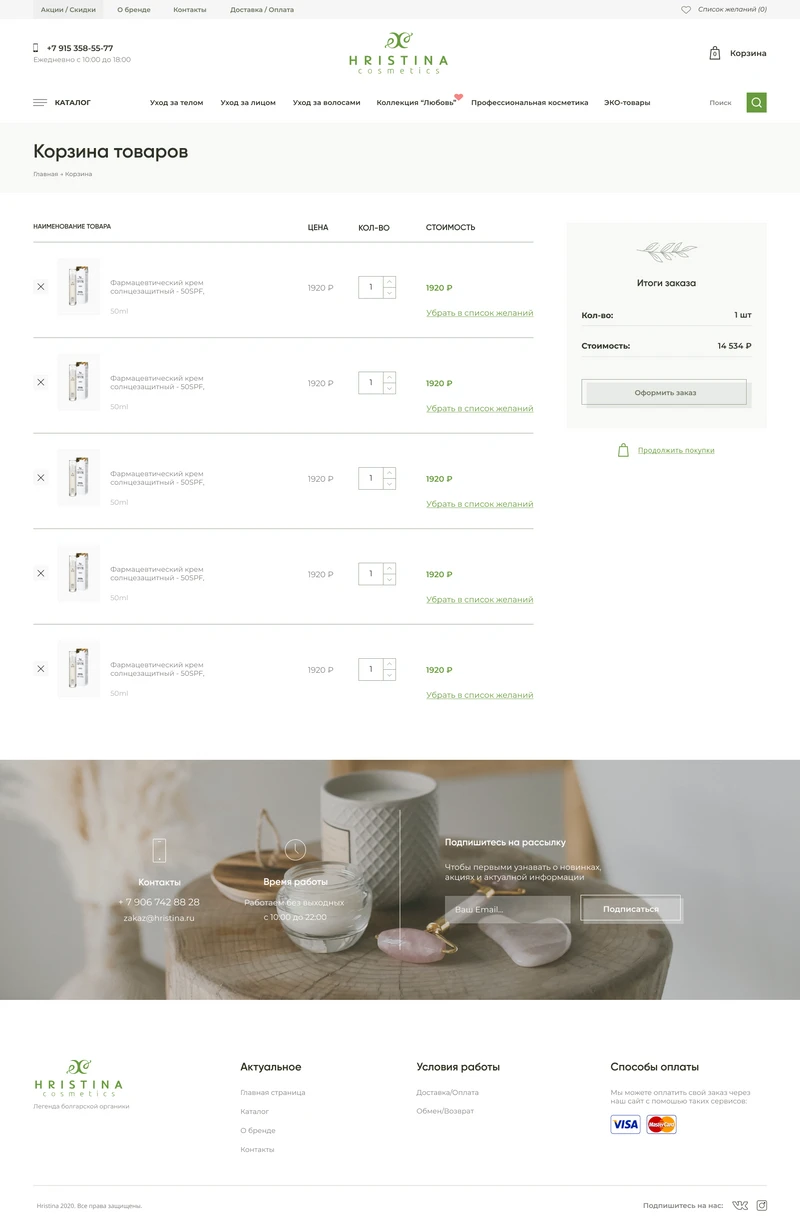 Акции / Скидки О бренде Контакты Доставка / Оплата Список желаний (0)
+7 915 358-55-77
Ежедневно с 10:00 до 18:00
HRISTINA
cosmetics
0 Корзина
КАТАЛОГ Уход за телом Уход за лицом Уход за волосами Коллекция "Любовь" Профессиональная косметика ЭКО-товары Поиск
Корзина товаров
Главная » Корзина
НАИМЕНОВАНИЕ ТОВАРА ЦЕНА КОЛ-ВО СТОИМОСТЬ
Фармацевтический крем
солнцезащитный - 50SPF,
50ml
1920 ₽ 1 1920 ₽
Убрать в список желаний
Фармацевтический крем
солнцезащитный - 50SPF,
50ml
1920 ₽ 1 1920 ₽
Убрать в список желаний
Фармацевтический крем
солнцезащитный - 50SPF,
50ml
1920 ₽ 1 1920 ₽
Убрать в список желаний
Фармацевтический крем
солнцезащитный - 50SPF,
50ml
1920 ₽ 1 1920 ₽
Убрать в список желаний
Фармацевтический крем
солнцезащитный - 50SPF,
50ml
1920 ₽ 1 1920 ₽
Убрать в список желаний
Итоги заказа
Кол-во: 1 шт
Стоимость: 14 534 ₽
Оформить заказ
Продолжить покупки
Контакты
+ 7 906 742 88 28
zakaz@hristina.ru
Время работы
Работаем без выходных
с 10:00 до 22:00
Подпишитесь на рассылку
Чтобы первыми узнавать о новинках,
акциях и актуалной информации
Ваш Email...
Подписаться
HRISTINA
cosmetics
Легенда болгарской органики
Актуальное
Главная страница
Каталог
О бренде
Контакты
Условия работы
Доставка/Оплата
Обмен/Возврат
Способы оплаты
Мы можете оплатить свой заказ через
наш сайт с помощью таких сервисов:
VISA MasterCard
Hristina 2020. Все права защищены.
Подпишитесь на нас: